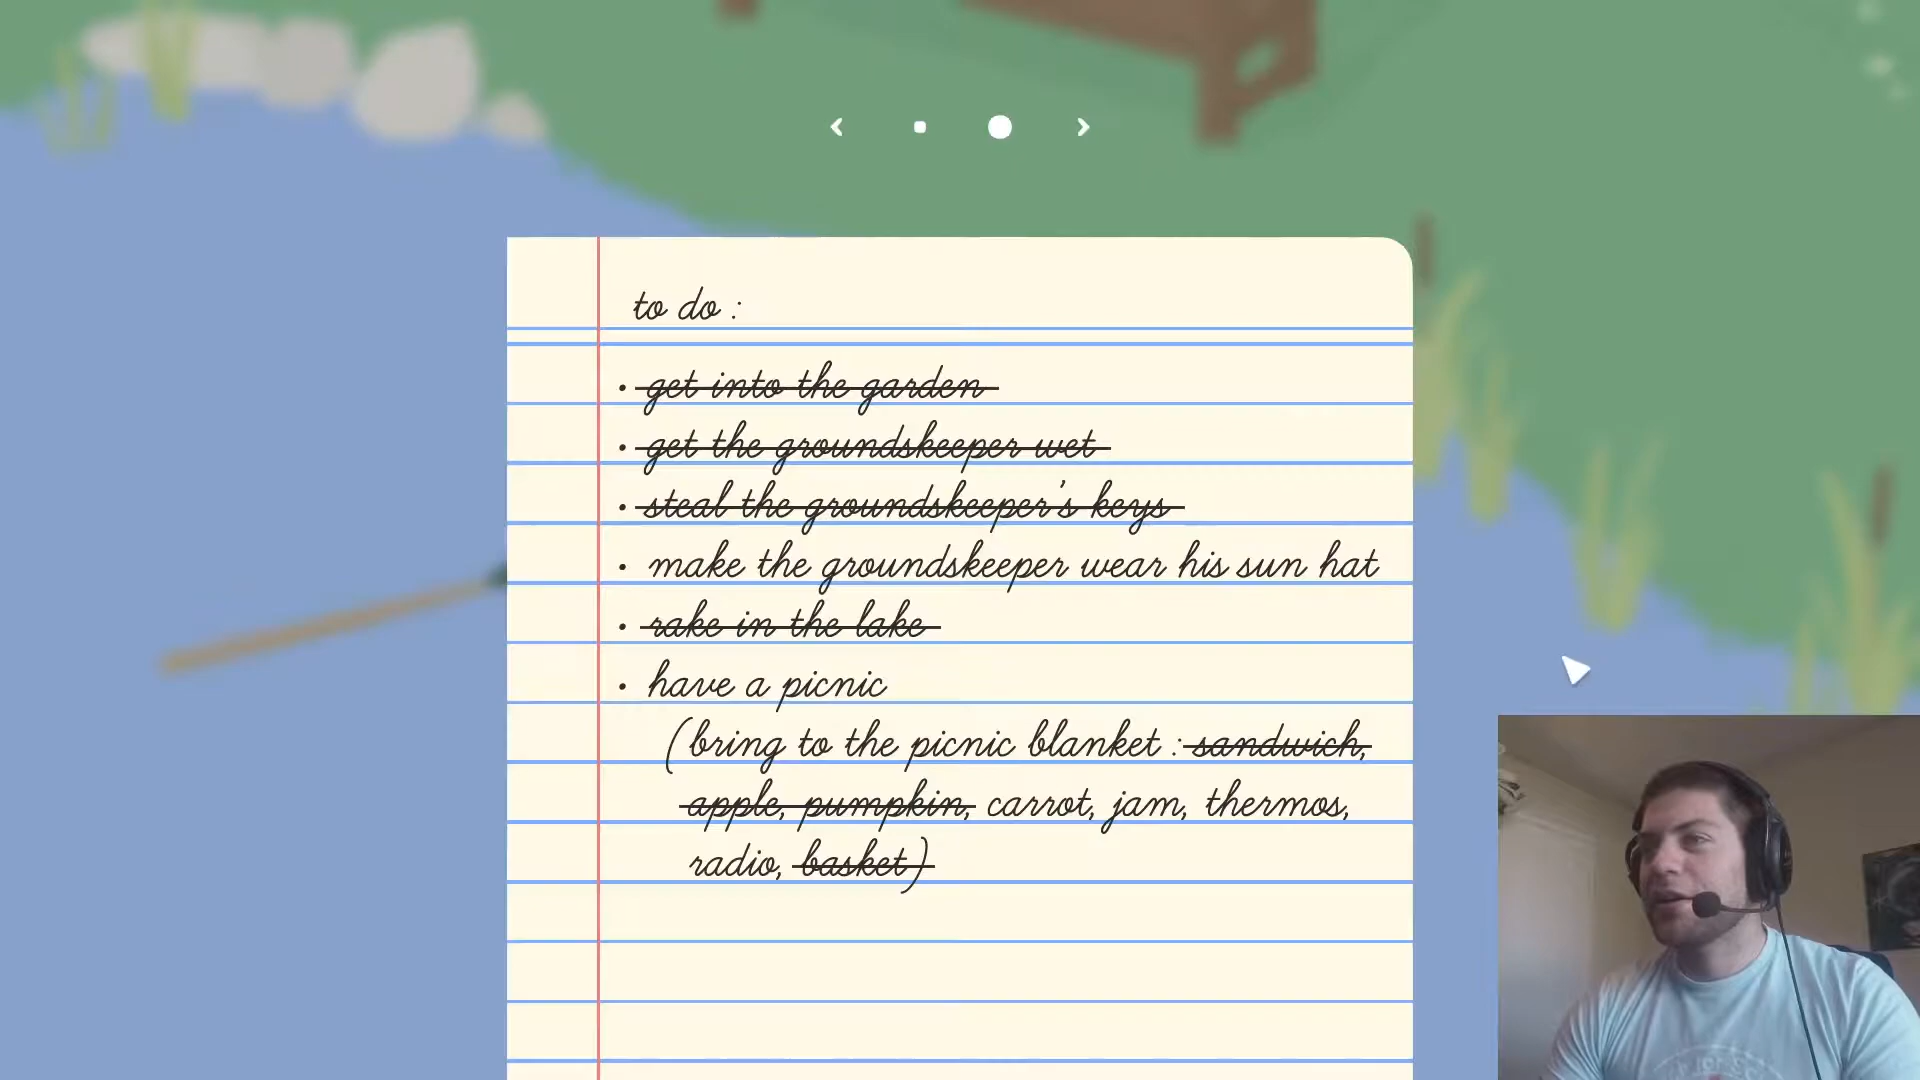 to do :
• get into the garden
• get the groundskeeper wet
• steal the groundskeeper's keys
• make the groundskeeper wear his sun hat
• rake in the lake
• have a picnic
(bring to the picnic blanket : sandwich,
apple, pumpkin, carrot, jam, thermos,
radio, basket)